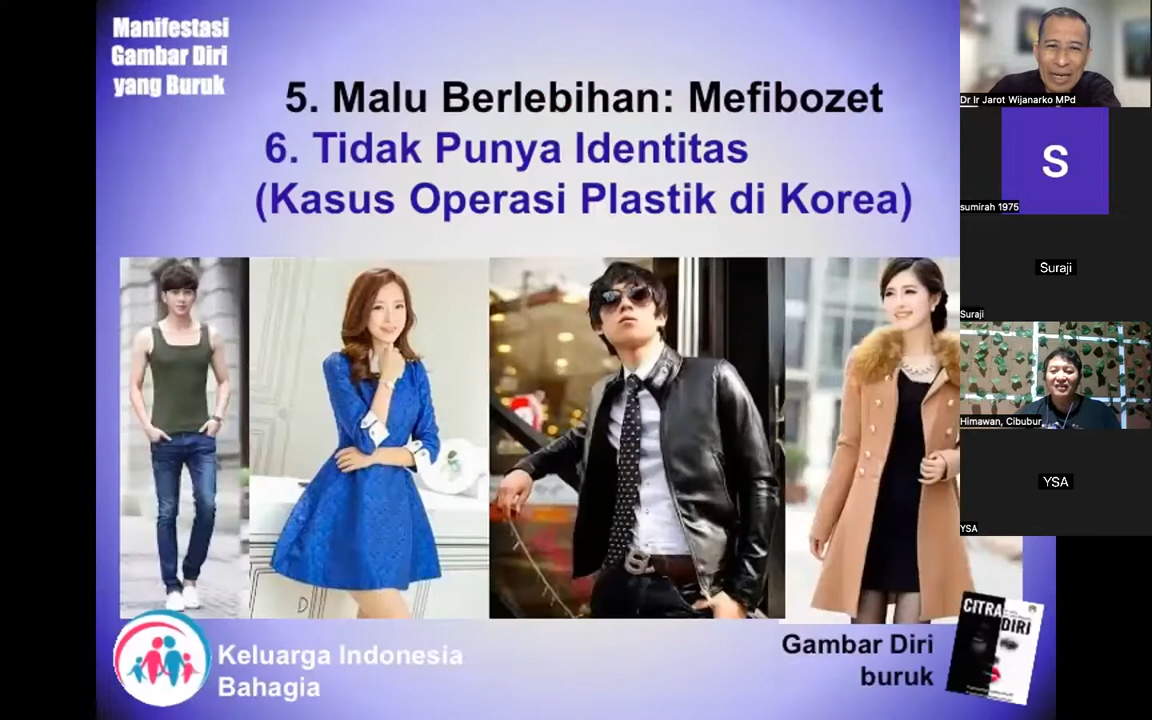 Manifestasi
Gambar Diri
yang Buruk
5. Malu Berlebihan: Mefibozet
6. Tidak Punya Identitas
(Kasus Operasi Plastik di Korea)
Keluarga Indonesia
Bahagia
Gambar Diri
buruk
CITRA
DIRI
Dr Ir Jarot Wijanarko MPd
S
sumirah 1975
Suraji
Suraji
Himawan, Cibubur
YSA
YSA